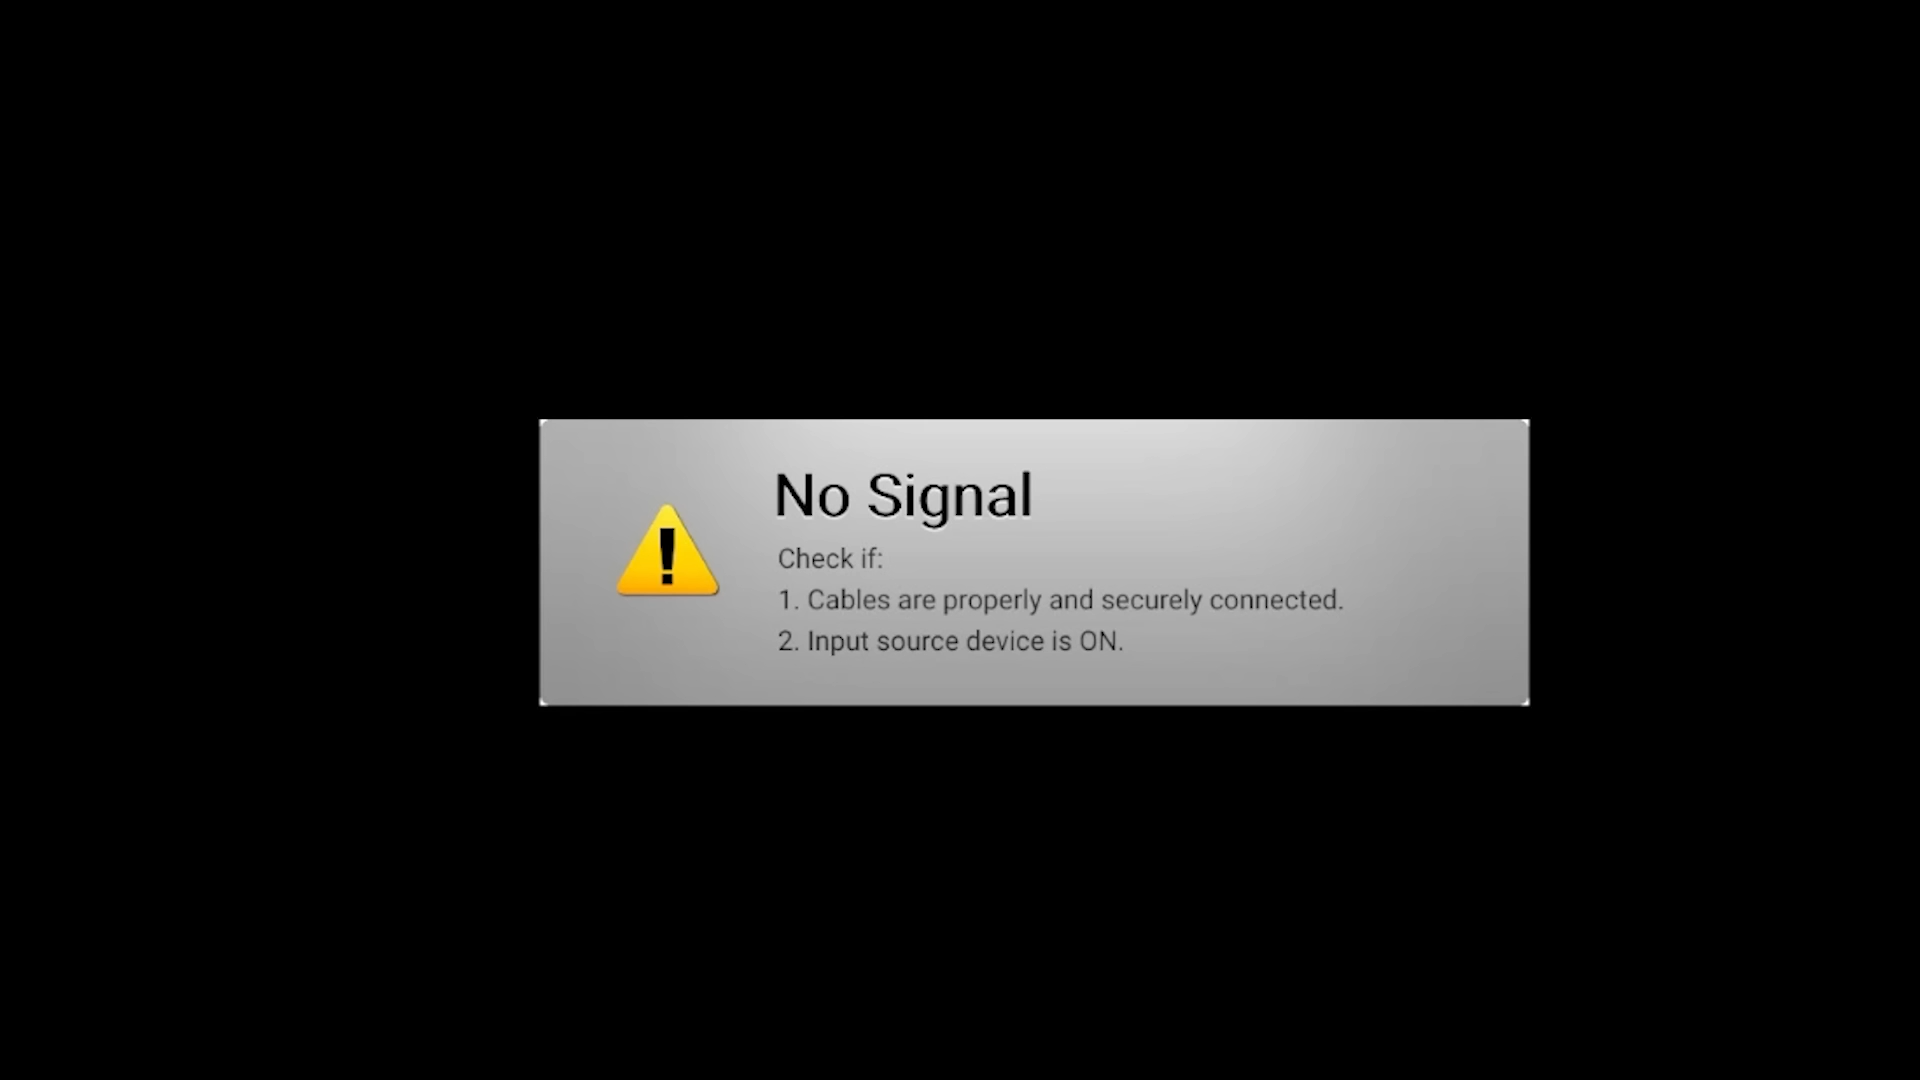 No Signal
Check if:
1. Cables are properly and securely connected.
2. Input source device is ON.